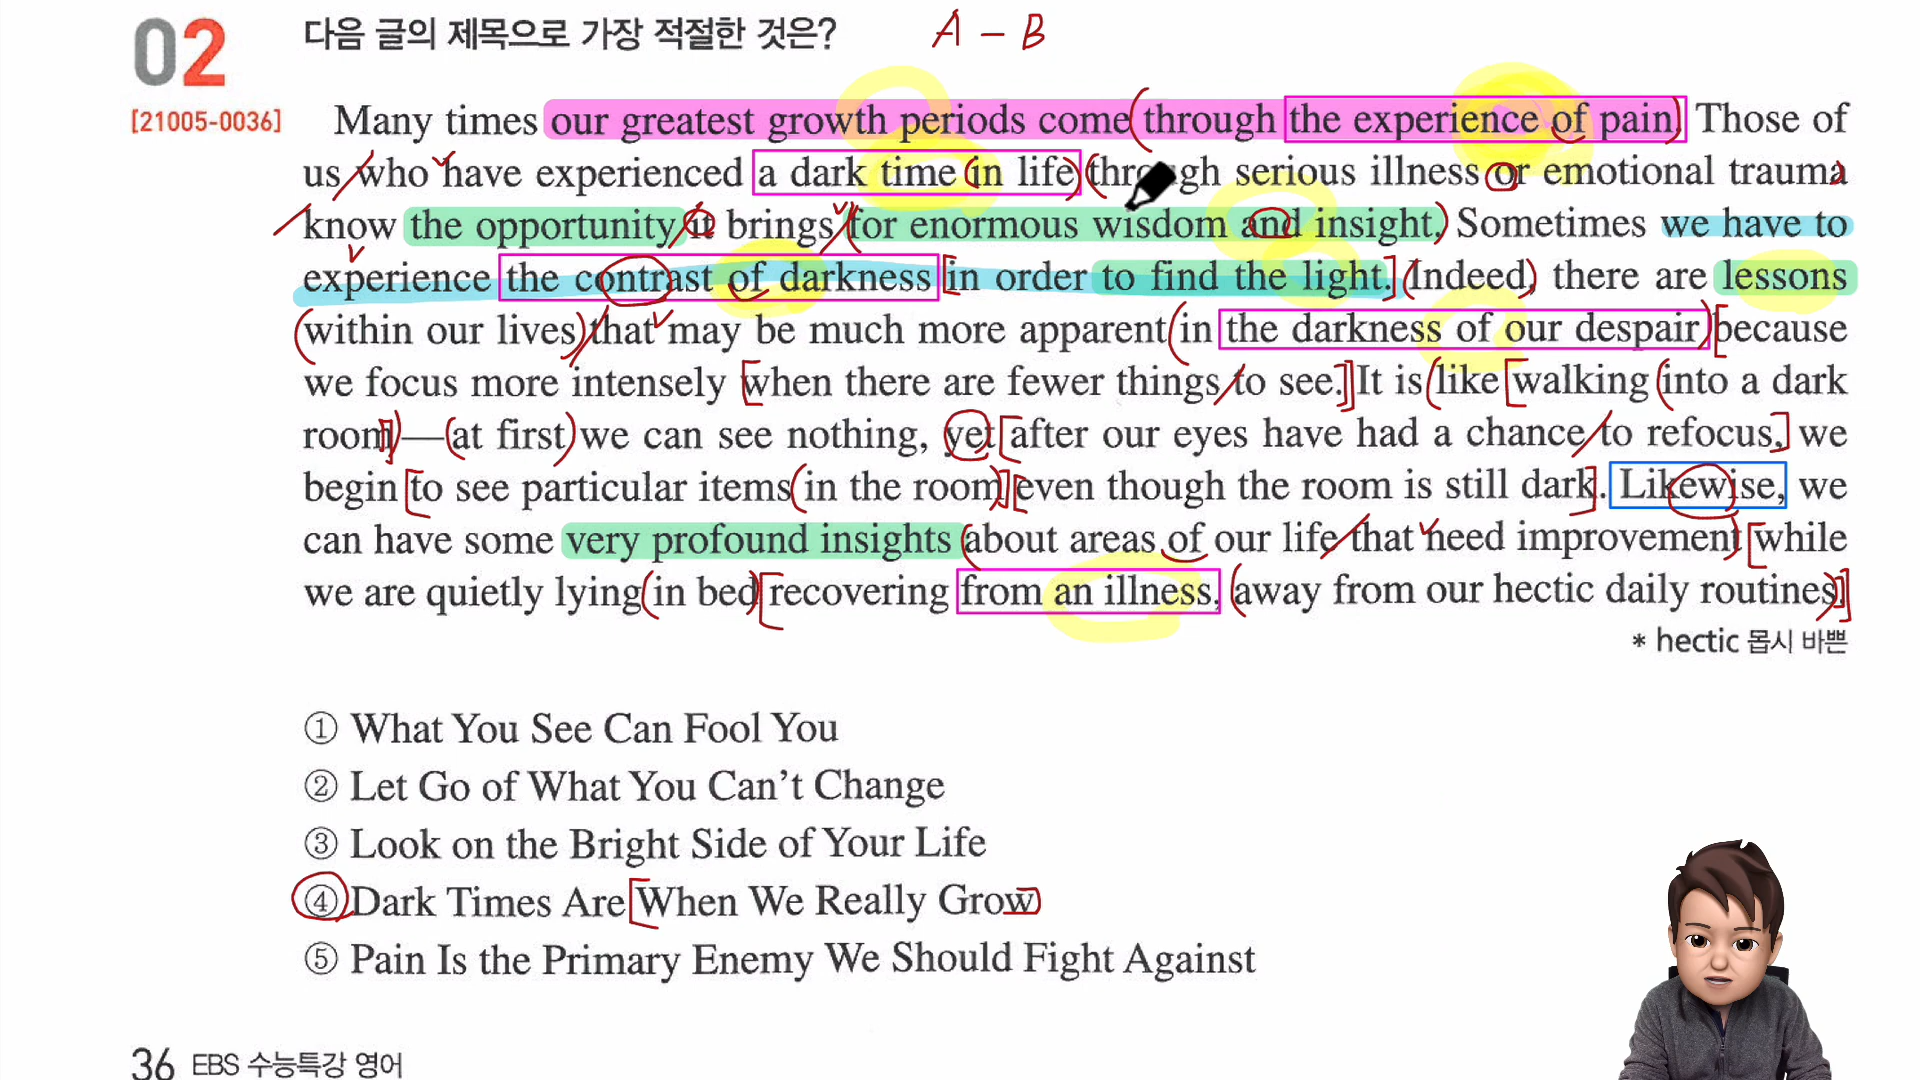 02
다음 글의 제목으로 가장 적절한 것은?
A - B
[21005-0036]
Many times our greatest growth periods come through the experience of pain. Those of
us who have experienced a dark time in life through serious illness or emotional trauma
know the opportunity it brings for enormous wisdom and insight. Sometimes we have to
experience the contrast of darkness in order to find the light. Indeed, there are lessons
within our lives that may be much more apparent in the darkness of our despair because
we focus more intensely when there are fewer things to see. It is like walking into a dark
room—at first we can see nothing, yet after our eyes have had a chance to refocus, we
begin to see particular items in the room even though the room is still dark. Likewise, we
can have some very profound insights about areas of our life that need improvement while
we are quietly lying in bed recovering from an illness, away from our hectic daily routines.
* hectic 몹시 바쁜
① What You See Can Fool You
② Let Go of What You Can't Change
③ Look on the Bright Side of Your Life
④ Dark Times Are When We Really Grow
⑤ Pain Is the Primary Enemy We Should Fight Against
36 EBS 수능특강 영어